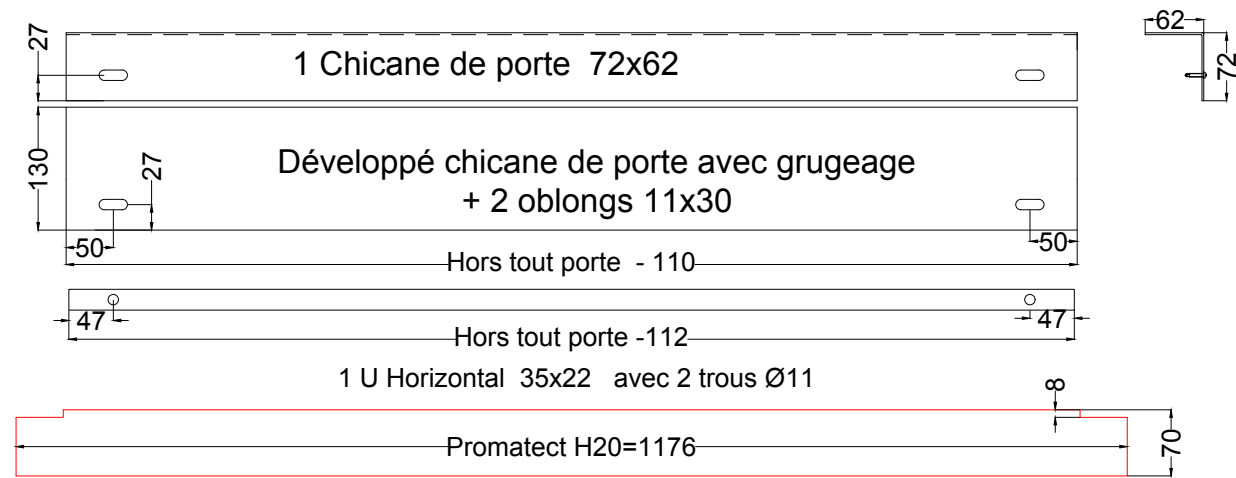 27
1 Chicane de porte 72x62
62
72
130
27
Développé chicane de porte avec grugeage
+ 2 oblongs 11x30
50
50
Hors tout porte - 110
47
47
Hors tout porte -112
1 U Horizontal 35x22 avec 2 trous Ø11
8
Promatect H20=1176
70